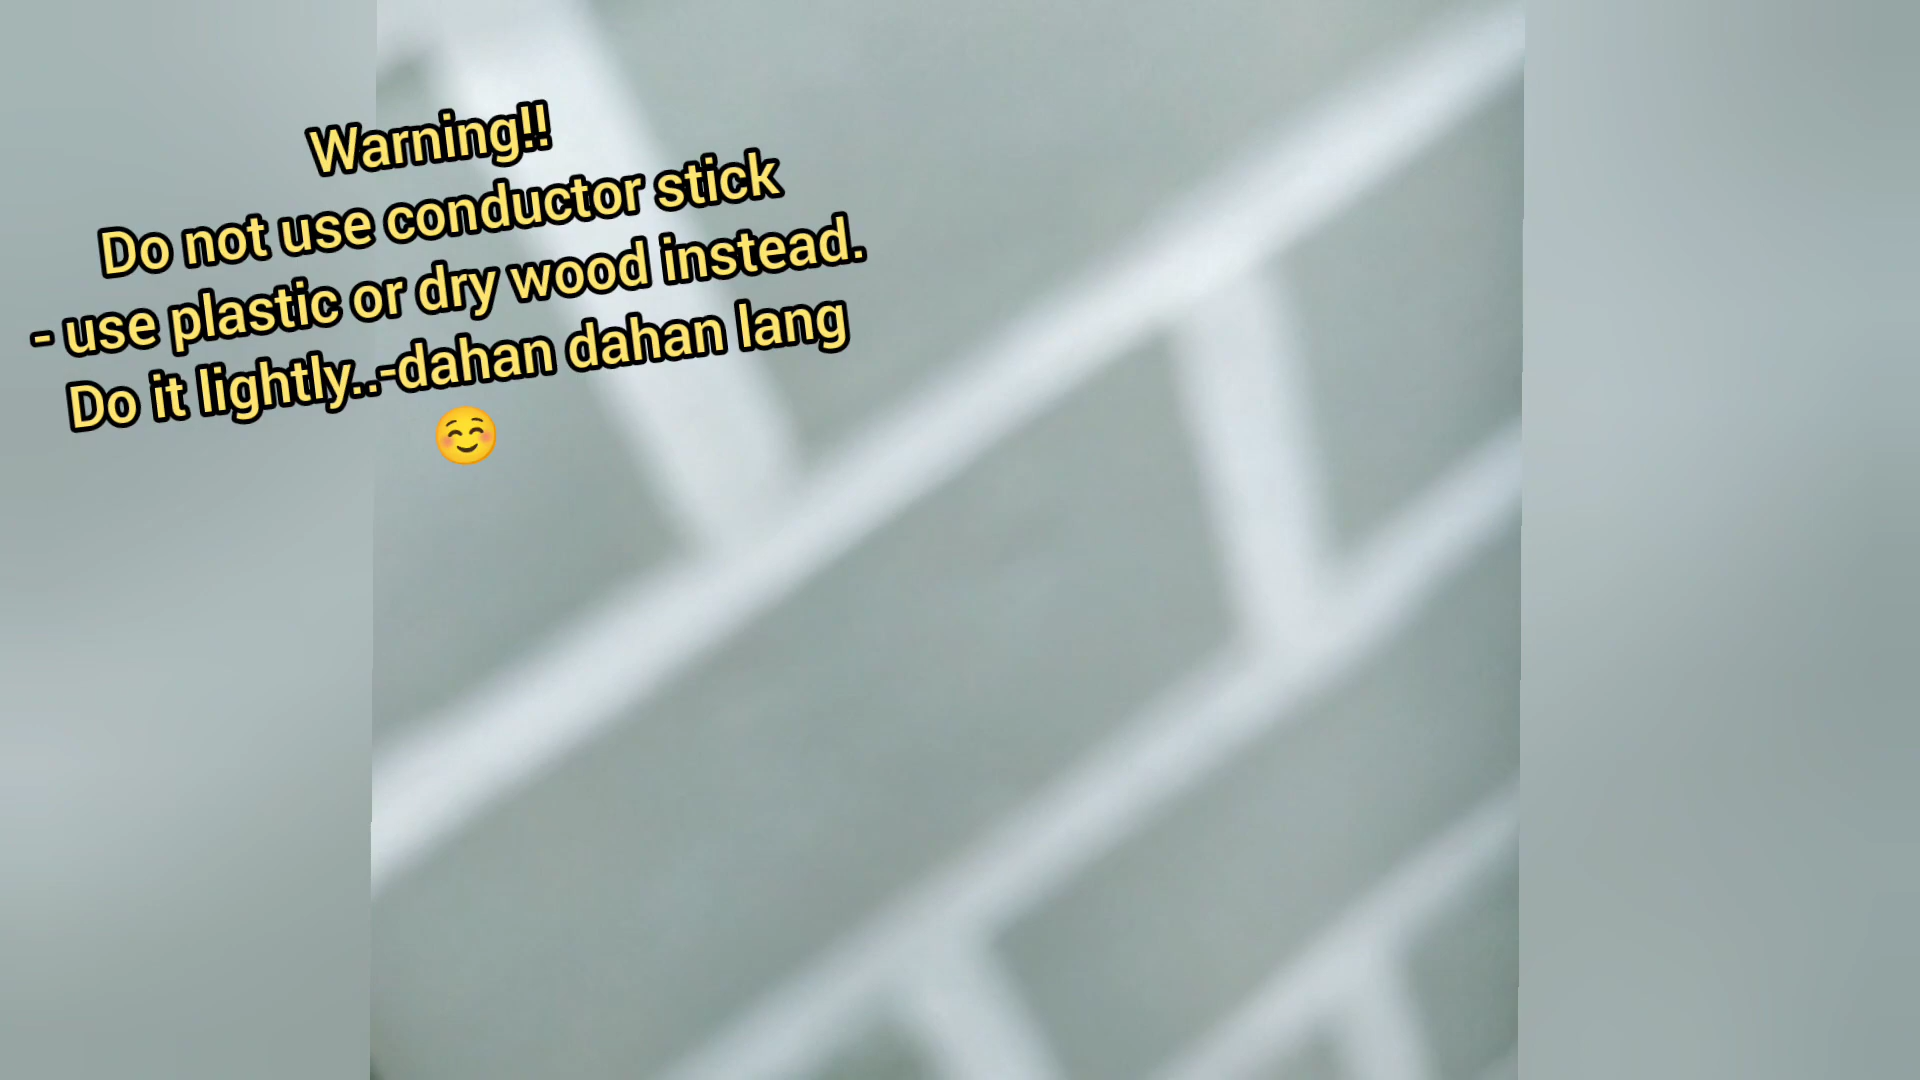 Warning!!
Do not use conductor stick
- use plastic or dry wood instead.
Do it lightly..-dahan dahan lang
☺️